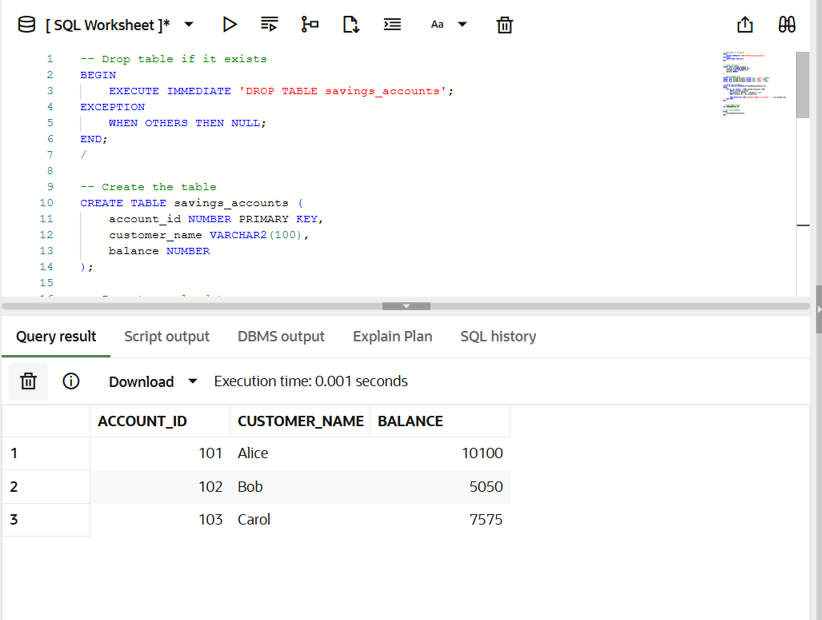 [ SQL Worksheet ]*
Aa
1 -- Drop table if it exists
2 BEGIN
3 EXECUTE IMMEDIATE 'DROP TABLE savings_accounts';
4 EXCEPTION
5 WHEN OTHERS THEN NULL;
6 END;
7 /
8
9 -- Create the table
10 CREATE TABLE savings_accounts (
11 account_id NUMBER PRIMARY KEY,
12 customer_name VARCHAR2(100),
13 balance NUMBER
14 );
15
Query result Script output DBMS output Explain Plan SQL history
Download Execution time: 0.001 seconds
ACCOUNT_ID CUSTOMER_NAME BALANCE
1 101 Alice 10100
2 102 Bob 5050
3 103 Carol 7575